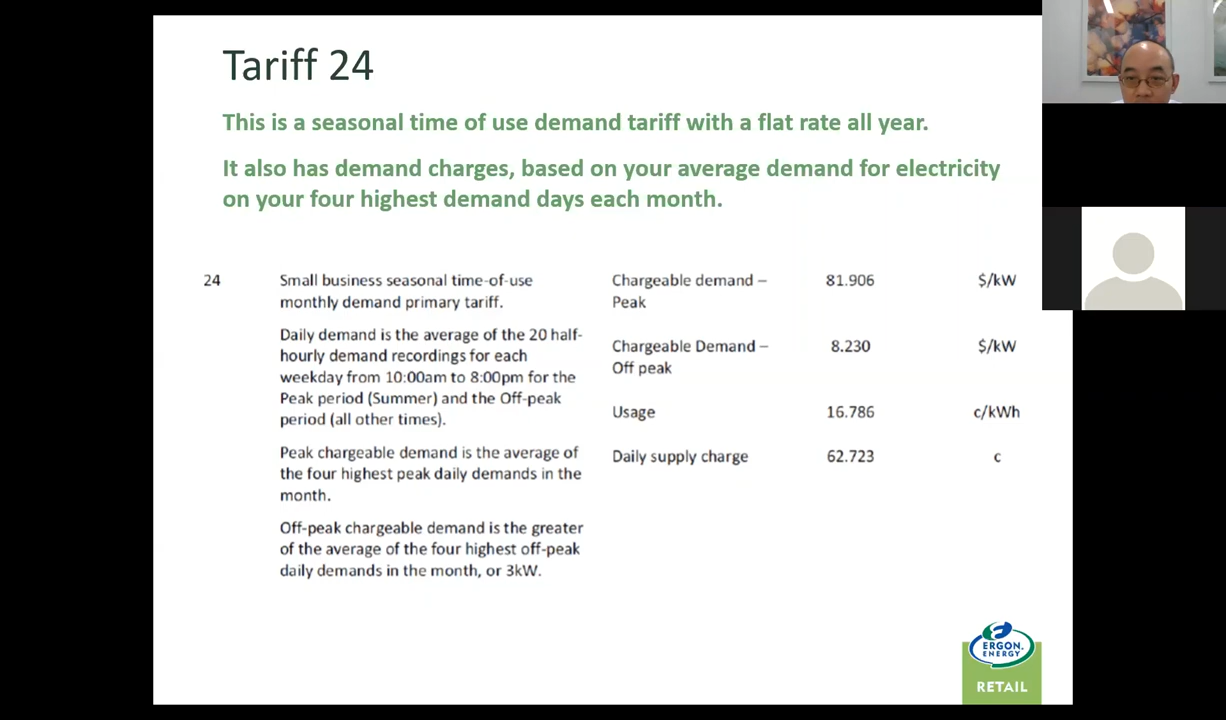 Tariff 24
This is a seasonal time of use demand tariff with a flat rate all year.
It also has demand charges, based on your average demand for electricity
on your four highest demand days each month.
24
Small business seasonal time-of-use
monthly demand primary tariff.
Daily demand is the average of the 20 half-
hourly demand recordings for each
weekday from 10:00am to 8:00pm for the
Peak period (Summer) and the Off-peak
period (all other times).
Peak chargeable demand is the average of
the four highest peak daily demands in the
month.
Off-peak chargeable demand is the greater
of the average of the four highest off-peak
daily demands in the month, or 3kW.
Chargeable demand –
Peak
81.906
$/kW
Chargeable Demand –
Off peak
8.230
$/kW
Usage
16.786
c/kWh
Daily supply charge
62.723
c
ERGON.
ENERGY
RETAIL